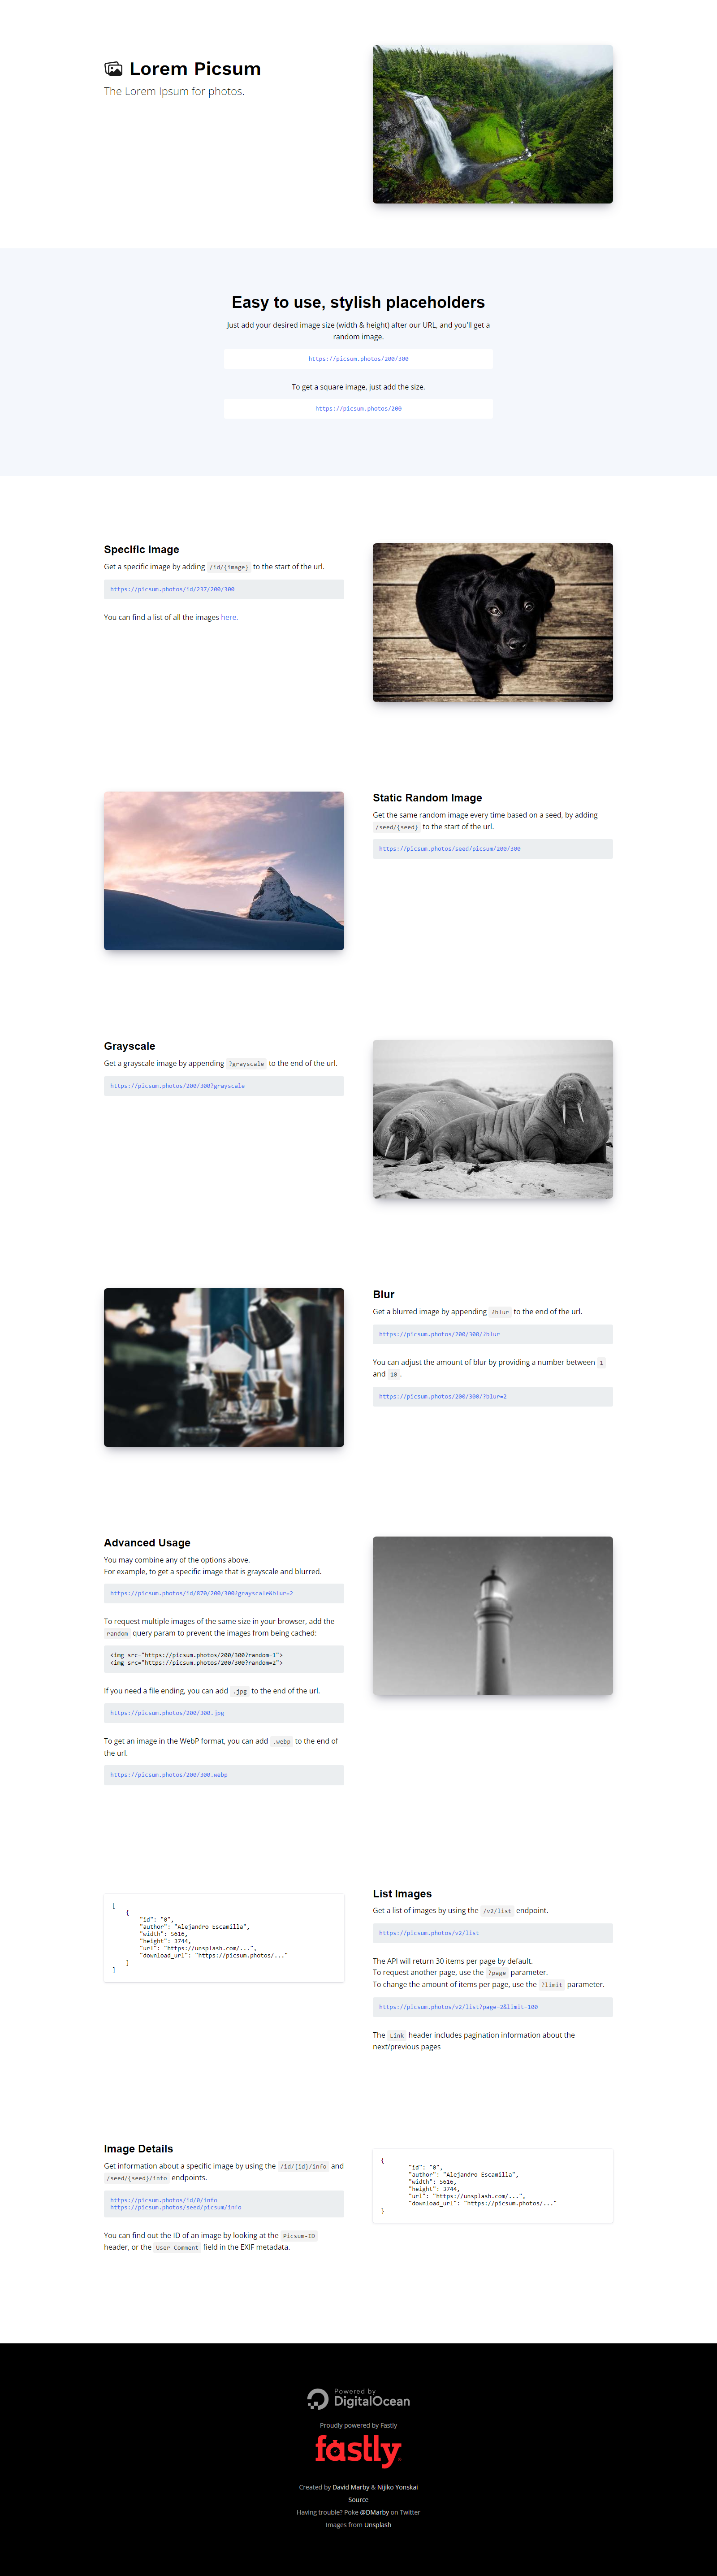 Lorem Picsum
The Lorem Ipsum for photos.
Easy to use, stylish placeholders
Just add your desired image size (width & height) after our URL, and you'll get a
random image.
https://picsum.photos/200/300
To get a square image, just add the size.
https://picsum.photos/200
Specific Image
Get a specific image by adding /id/{image} to the start of the url.
https://picsum.photos/id/237/200/300
You can find a list of all the images here.
Static Random Image
Get the same random image every time based on a seed, by adding
/seed/{seed} to the start of the url.
https://picsum.photos/seed/picsum/200/300
Grayscale
Get a grayscale image by appending ?grayscale to the end of the url.
https://picsum.photos/200/300?grayscale
Blur
Get a blurred image by appending ?blur to the end of the url.
https://picsum.photos/200/300/?blur
You can adjust the amount of blur by providing a number between 1
and 10.
https://picsum.photos/200/300/?blur=2
Advanced Usage
You may combine any of the options above.
For example, to get a specific image that is grayscale and blurred.
https://picsum.photos/id/870/200/300?grayscale&blur=2
To request multiple images of the same size in your browser, add the
random query param to prevent the images from being cached:
<img src="https://picsum.photos/200/300?random=1">
<img src="https://picsum.photos/200/300?random=2">
If you need a file ending, you can add .jpg to the end of the url.
https://picsum.photos/200/300.jpg
To get an image in the WebP format, you can add .webp to the end of
the url.
https://picsum.photos/200/300.webp
[
{
"id": "0",
"author": "Alejandro Escamilla",
"width": 5616,
"height": 3744,
"url": "https://unsplash.com/...",
"download_url": "https://picsum.photos/..."
}
]
List Images
Get a list of images by using the /v2/list endpoint.
https://picsum.photos/v2/list
The API will return 30 items per page by default.
To request another page, use the ?page parameter.
To change the amount of items per page, use the ?limit parameter.
https://picsum.photos/v2/list?page=2&limit=100
The Link header includes pagination information about the
next/previous pages
Image Details
Get information about a specific image by using the /id/{id}/info and
/seed/{seed}/info endpoints.
https://picsum.photos/id/0/info
https://picsum.photos/seed/picsum/info
You can find out the ID of an image by looking at the Picsum-ID
header, or the User Comment field in the EXIF metadata.
{
"id": "0",
"author": "Alejandro Escamilla",
"width": 5616,
"height": 3744,
"url": "https://unsplash.com/...",
"download_url": "https://picsum.photos/..."
}
Powered by
DigitalOcean
Proudly powered by Fastly
fastly
Created by David Marby & Nijiko Yonskai
Source
Having trouble? Poke @DMarby on Twitter
Images from Unsplash